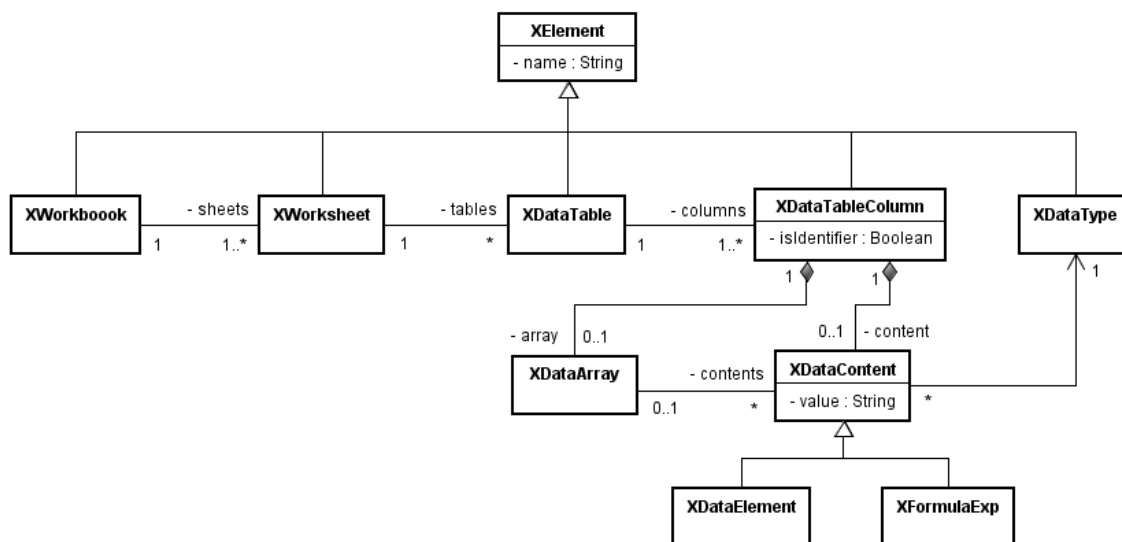 XElement
- name : String
XWorkboook
- sheets
1
1..*
XWorksheet
- tables
1
*
XDataTable
- columns
1
1..*
XDataTableColumn
- isIdentifier : Boolean
XDataType
1
1
1
- array
0..1
0..1
- content
XDataArray
- contents
0..1
*
XDataContent
- value : String
*
XDataElement
XFormulaExp